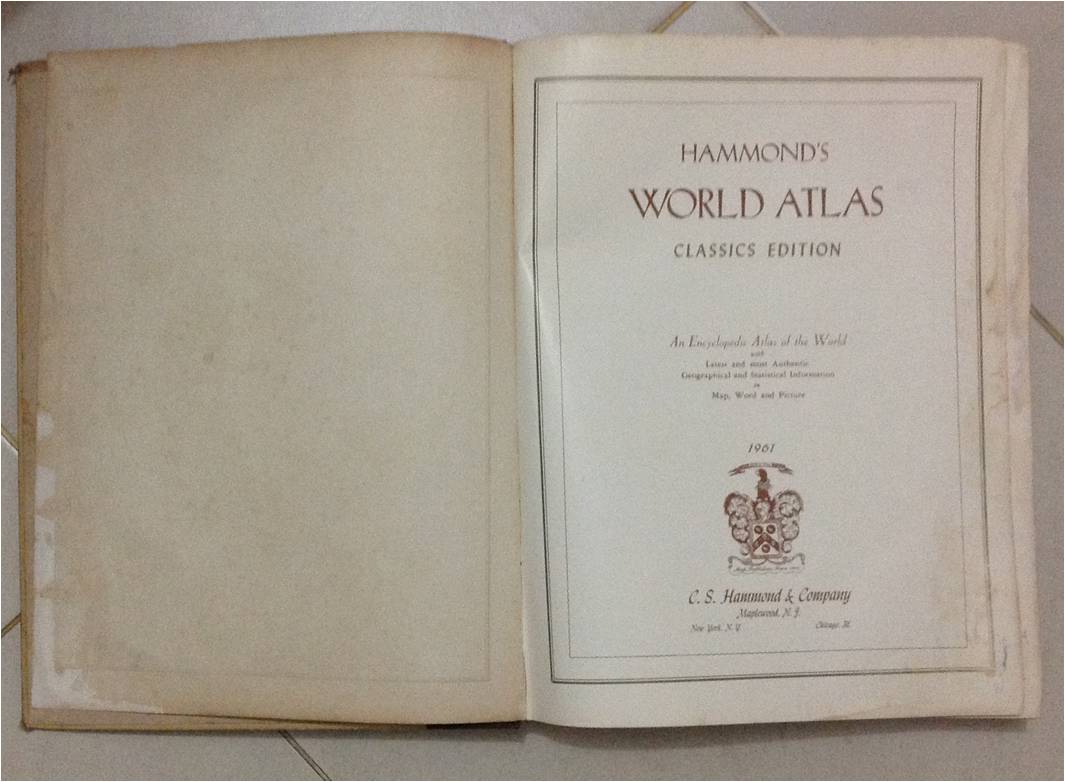 HAMMOND'S
WORLD ATLAS
CLASSICS EDITION
An Encyclopedic Atlas of the World
with
Latest and most Authentic
Geographical and Statistical Information
in
Map, Word and Picture
1961
C. S. Hammond & Company
Maplewood, N. J.
New York, N. Y. Chicago, Ill.